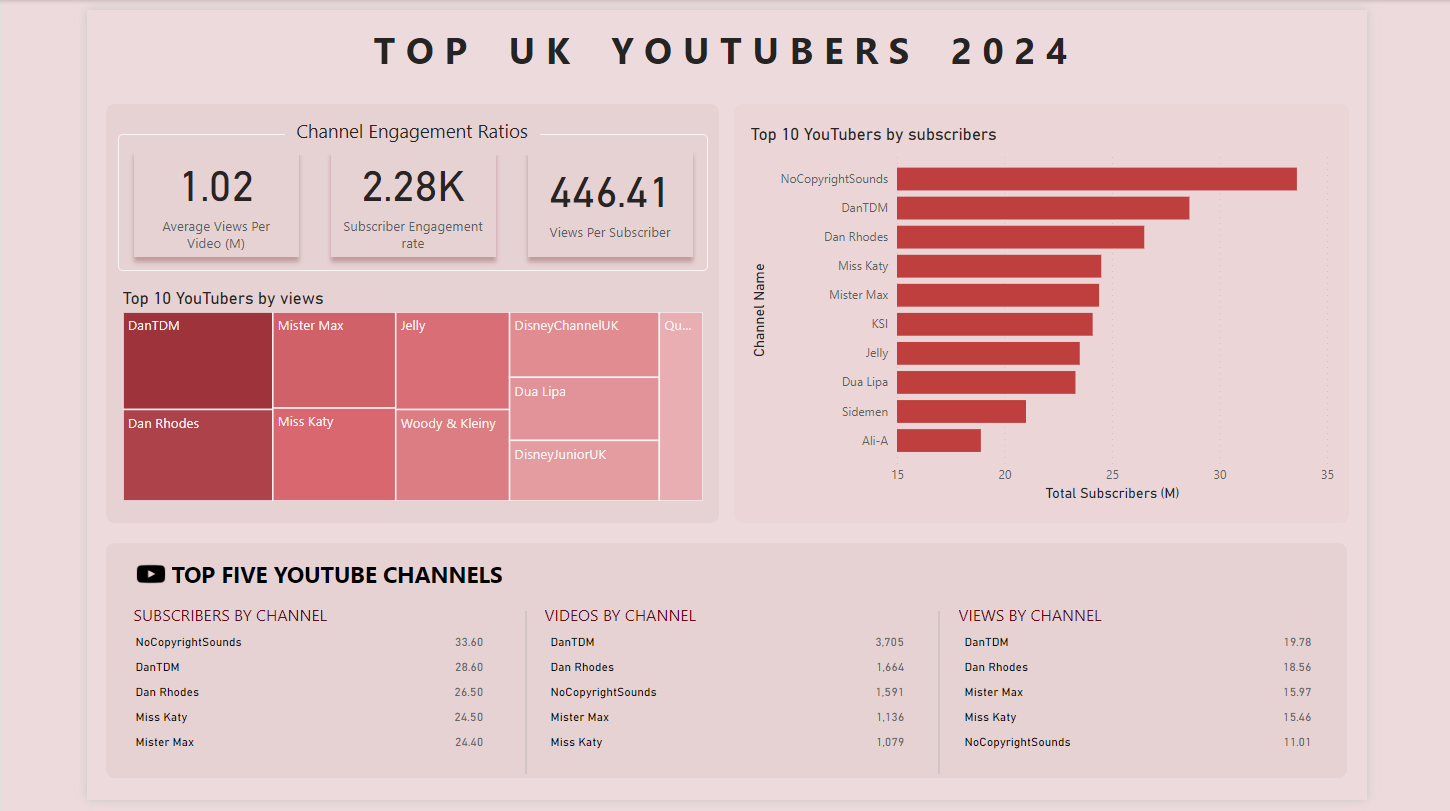 TOP UK YOUTUBERS 2024
Channel Engagement Ratios
1.02
Average Views Per
Video (M)
2.28K
Subscriber Engagement
rate
446.41
Views Per Subscriber
Top 10 YouTubers by views
DanTDM
Dan Rhodes
Mister Max
Miss Katy
Jelly
Woody & Kleiny
DisneyChannelUK
Dua Lipa
DisneyJuniorUK
Qu...
Top 10 YouTubers by subscribers
Channel Name
NoCopyrightSounds
DanTDM
Dan Rhodes
Miss Katy
Mister Max
KSI
Jelly
Dua Lipa
Sidemen
Ali-A
15 20 25 30 35
Total Subscribers (M)
TOP FIVE YOUTUBE CHANNELS
SUBSCRIBERS BY CHANNEL
NoCopyrightSounds 33.60
DanTDM 28.60
Dan Rhodes 26.50
Miss Katy 24.50
Mister Max 24.40
VIDEOS BY CHANNEL
DanTDM 3,705
Dan Rhodes 1,664
NoCopyrightSounds 1,591
Mister Max 1,136
Miss Katy 1,079
VIEWS BY CHANNEL
DanTDM 19.78
Dan Rhodes 18.56
Mister Max 15.97
Miss Katy 15.46
NoCopyrightSounds 11.01